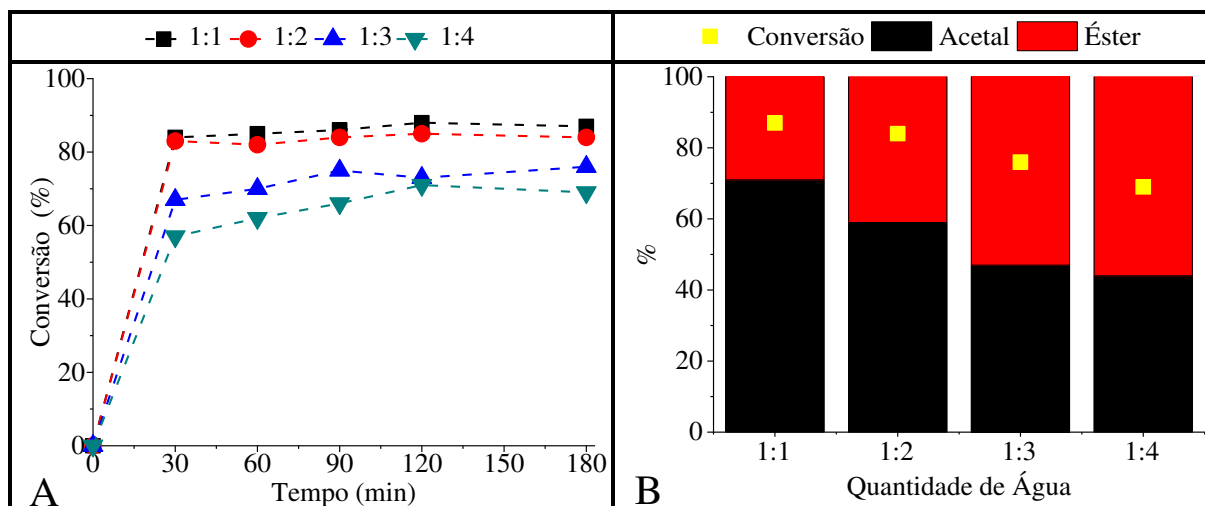 1:1 1:2 1:3 1:4
Conversão (%)
100
80
60
40
20
0
0 30 60 90 120 150 180
Tempo (min)
A
Conversão Acetal Éster
%
100
80
60
40
20
0
1:1 1:2 1:3 1:4
Quantidade de Água
B